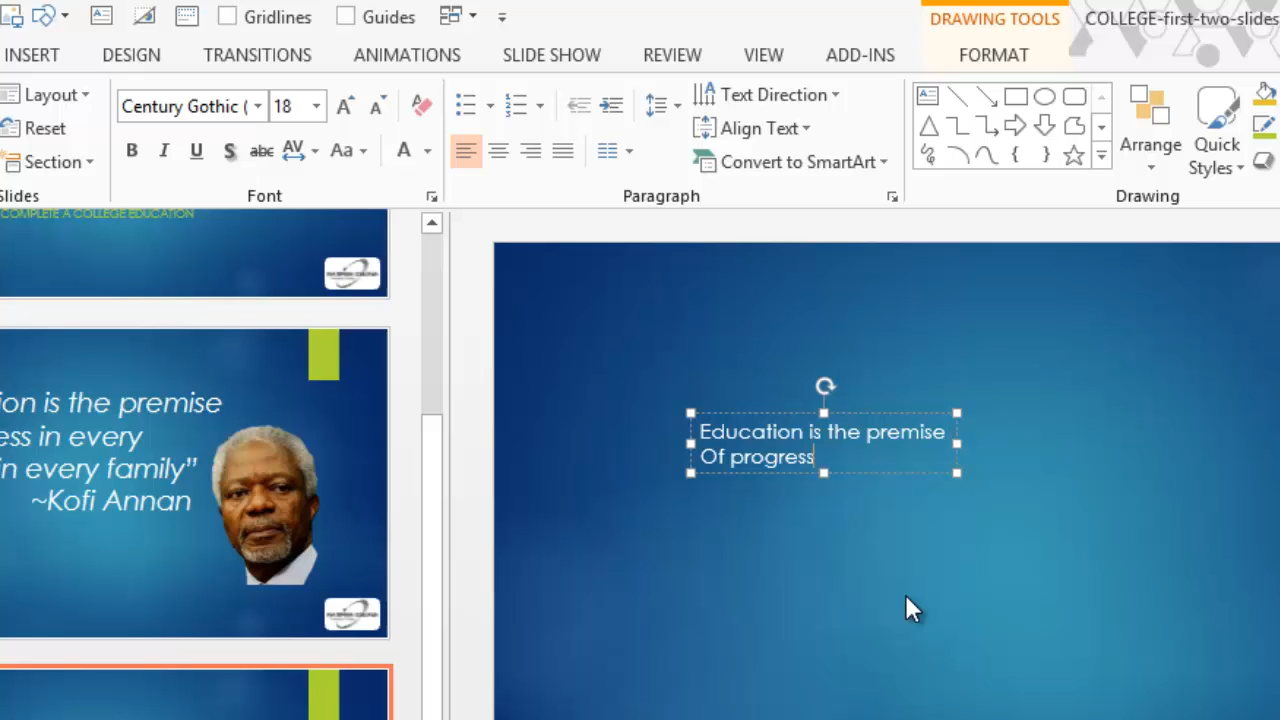 Gridlines
Guides
DRAWING TOOLS
COLLEGE-first-two-slides
INSERT
DESIGN
TRANSITIONS
ANIMATIONS
SLIDE SHOW
REVIEW
VIEW
ADD-INS
FORMAT
Layout
Reset
Section
Slides
Century Gothic (
18
B I U S abc AV Aa A
Font
Text Direction
Align Text
Convert to SmartArt
Paragraph
Arrange
Quick
Styles
Drawing
COMPLETE A COLLEGE EDUCATION
ion is the premise
ess in every
in every family”
~Kofi Annan
Education is the premise
Of progress